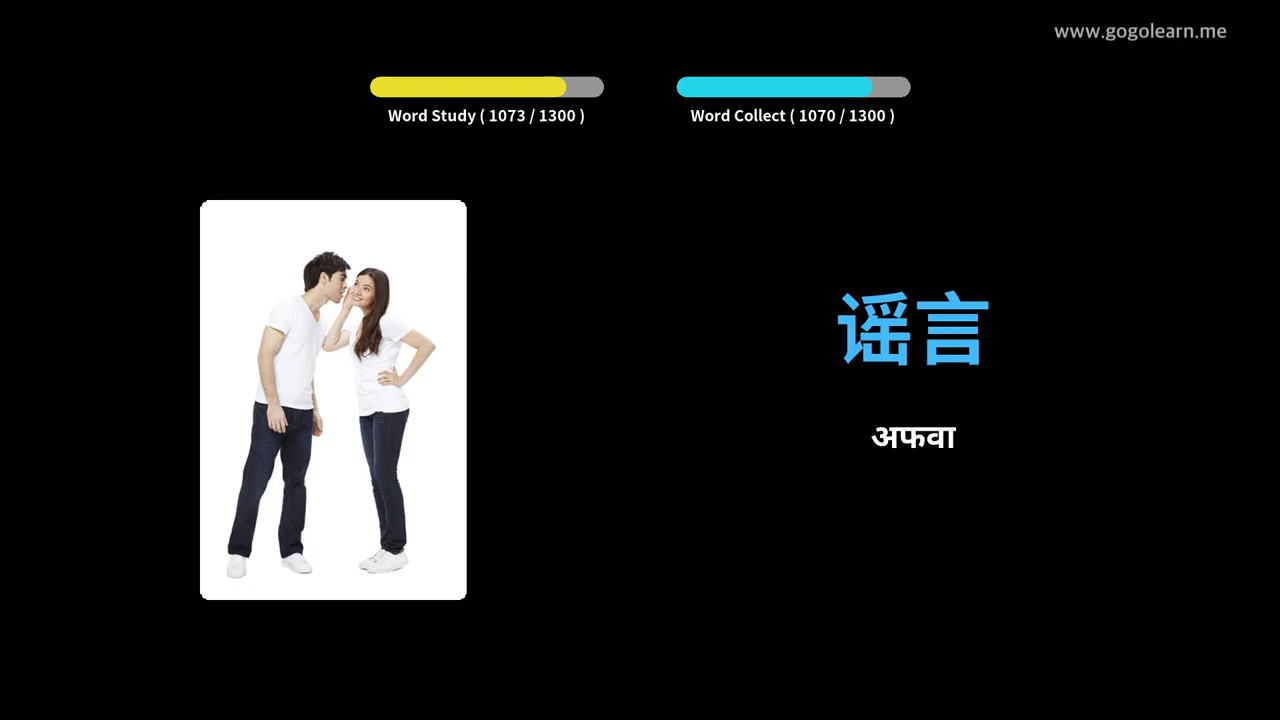 www.gogolearn.me
Word Study ( 1073 / 1300 )
Word Collect ( 1070 / 1300 )
谣言
अफवा